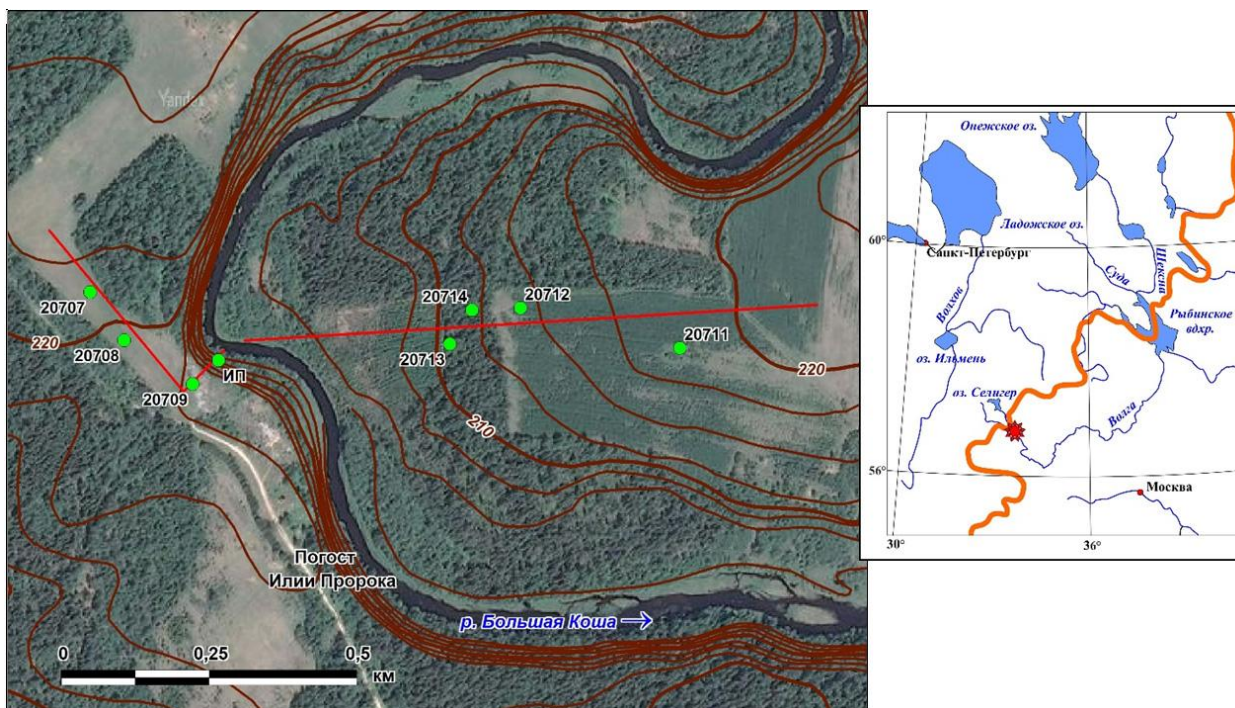 Yandex
20707
20708
20709
220
ИП
20714
20712
20713
20711
210
220
Погост
Илии Пророка
р. Большая Коша →
0
0,25
0,5
км
Онежское оз.
Ладожское оз.
60°
Санкт-Петербург
Волхов
Суда
Шексна
Рыбинское
вдхр.
оз. Ильмень
оз. Селигер
Волга
56°
Москва
30°
36°